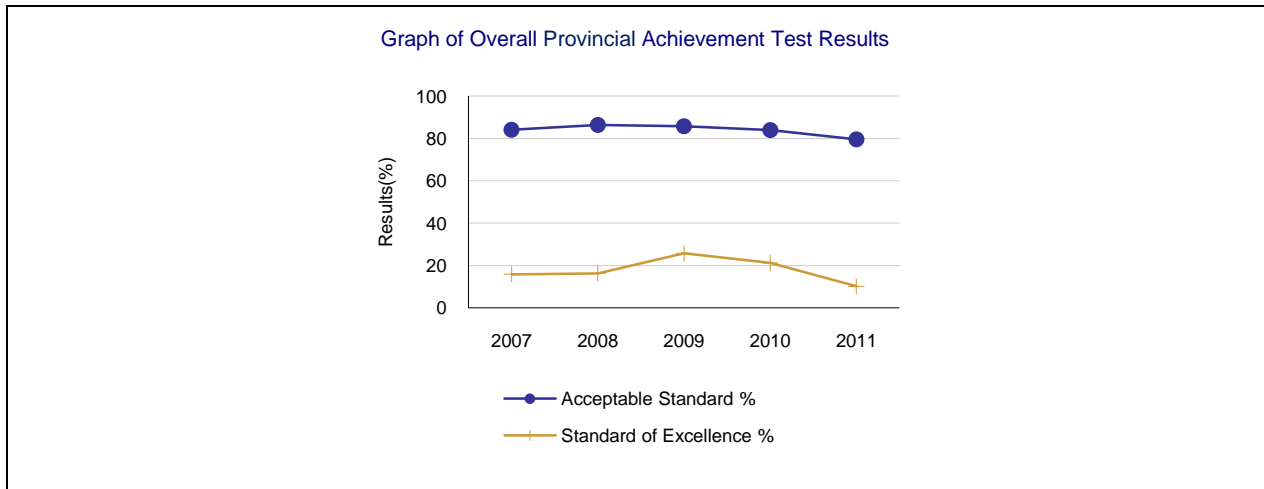 Graph of Overall Provincial Achievement Test Results
100
80
60
40
20
0
Results(%)
2007 2008 2009 2010 2011
Acceptable Standard %
Standard of Excellence %